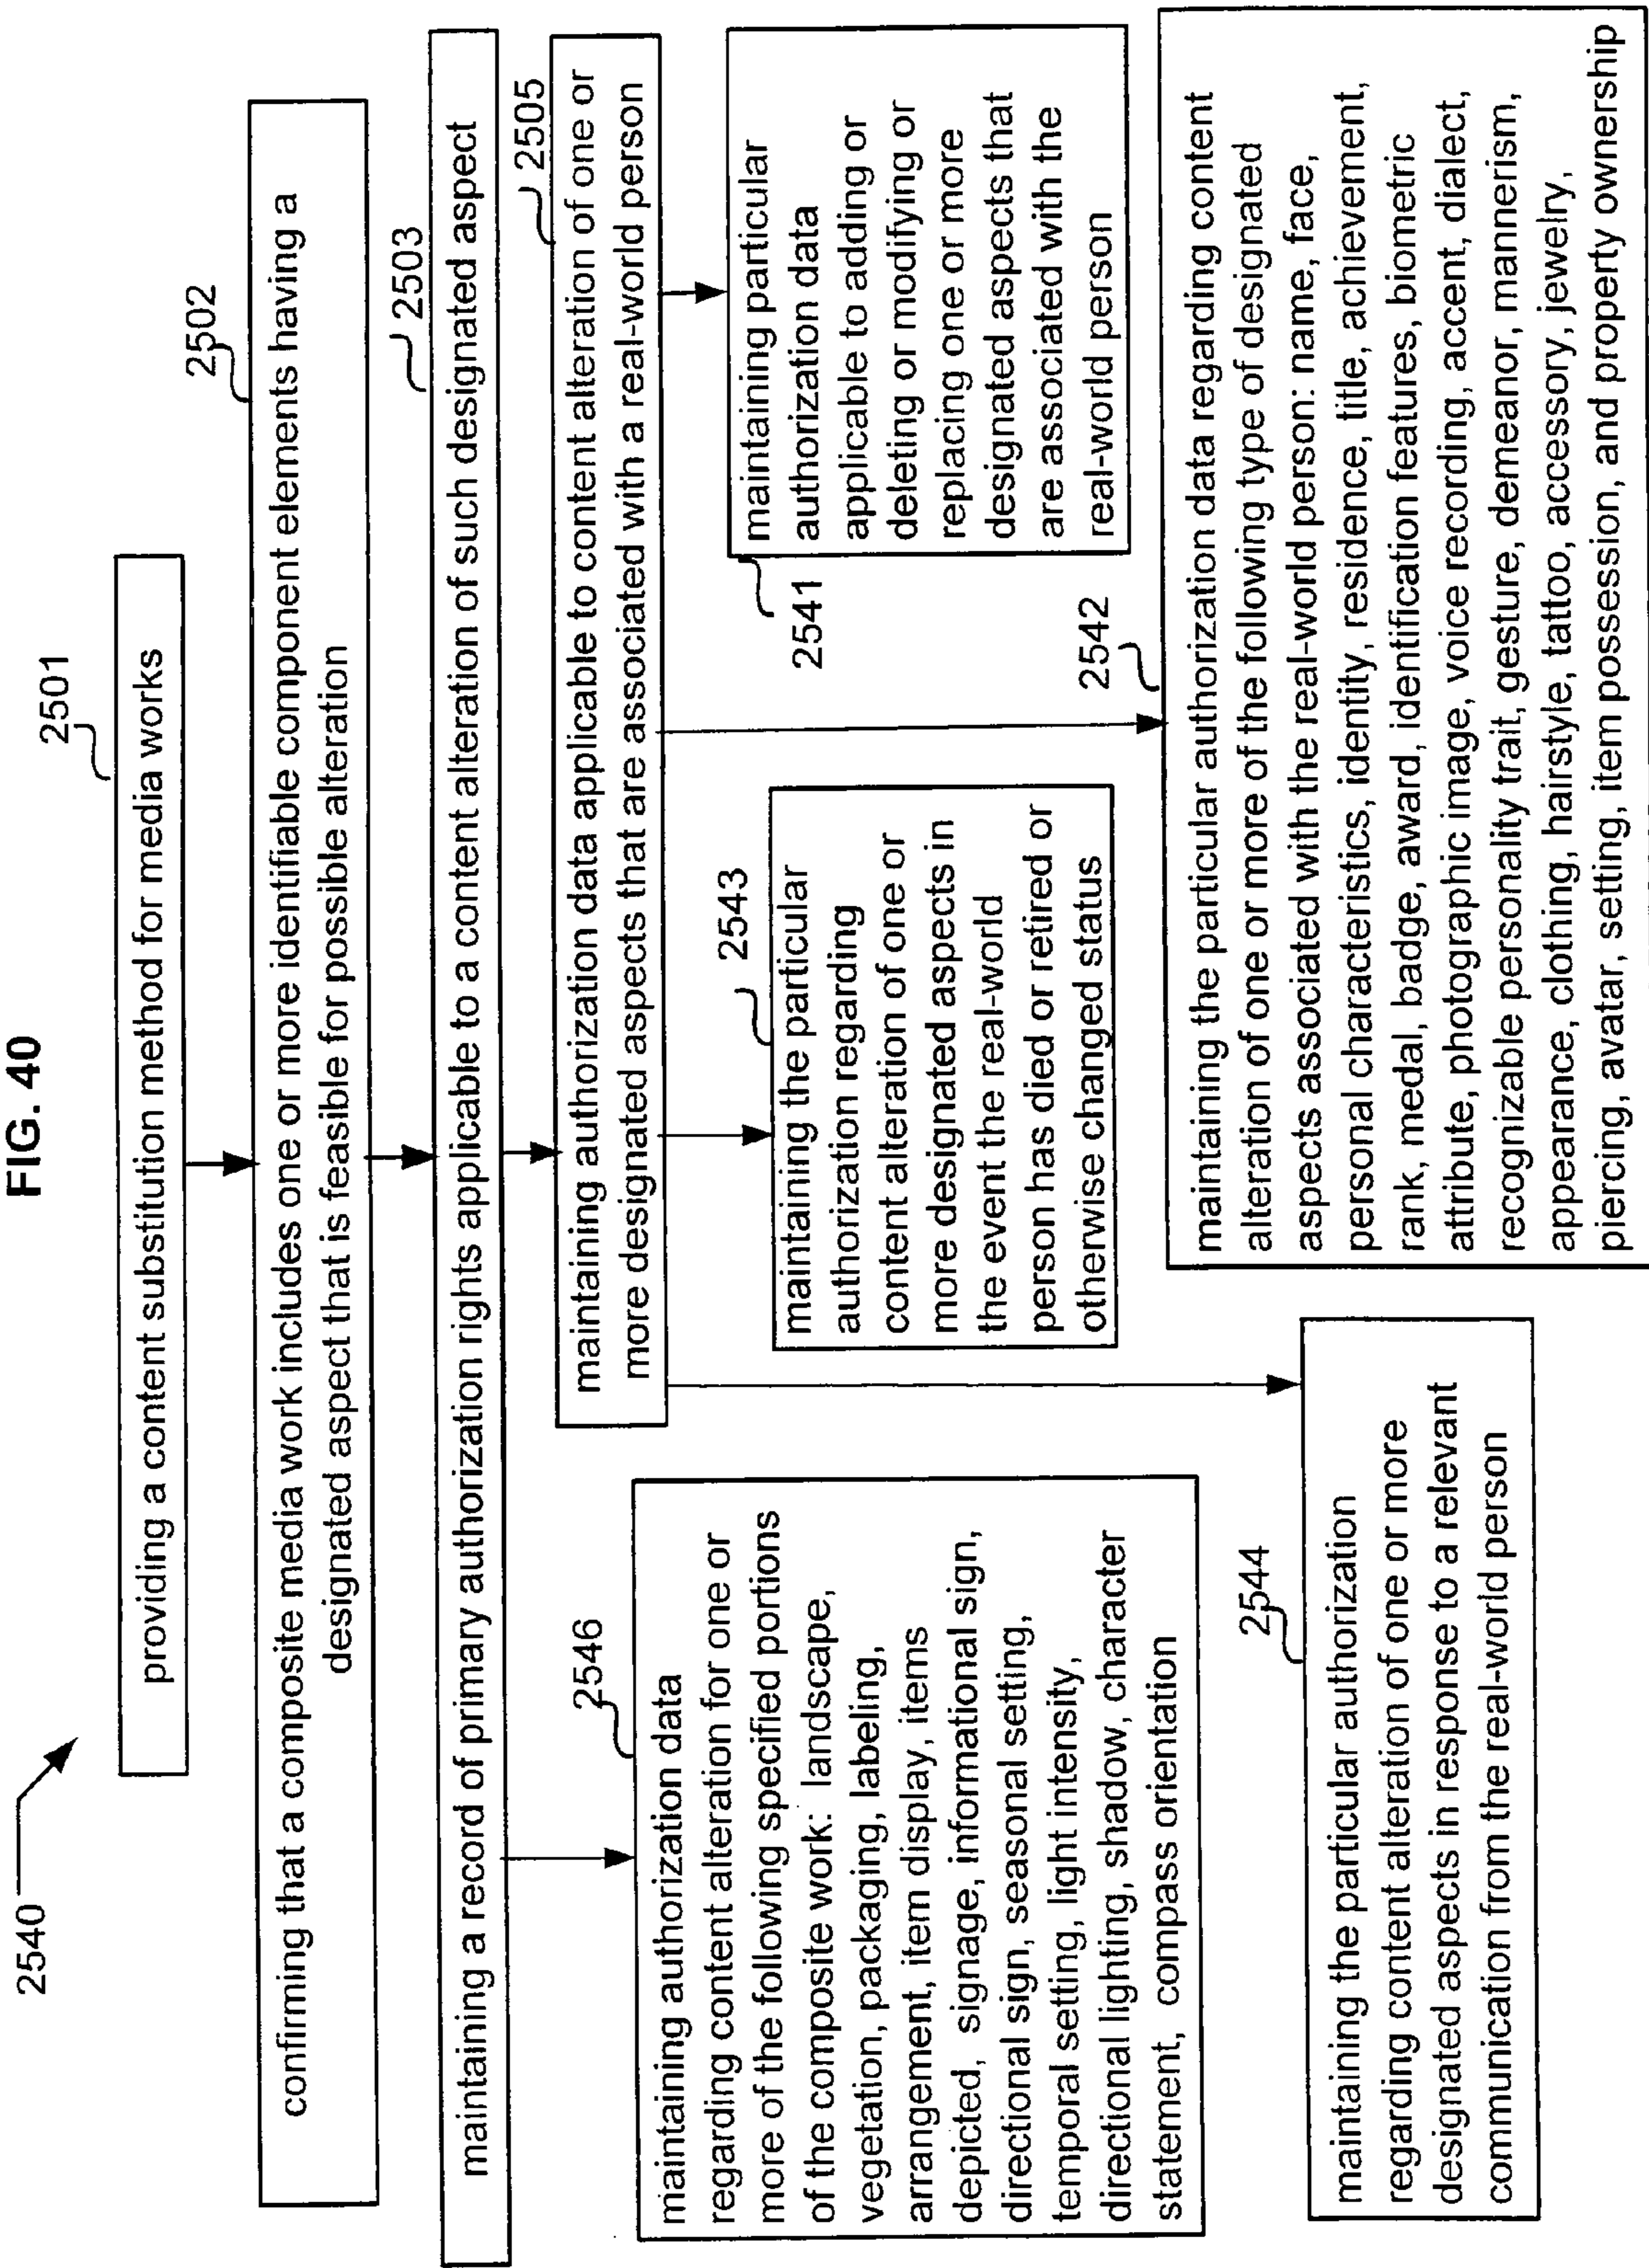 FIG. 40
2540
2501
providing a content substitution method for media works
2502
confirming that a composite media work includes one or more identifiable component elements having a
designated aspect that is feasible for possible alteration
2503
maintaining a record of primary authorization rights applicable to a content alteration of such designated aspect
2505
maintaining authorization data applicable to content alteration of one or
more designated aspects that are associated with a real-world person
2546
maintaining authorization data
regarding content alteration for one or
more of the following specified portions
of the composite work: landscape,
vegetation, packaging, labeling,
arrangement, item display, items
depicted, signage, informational sign,
directional sign, seasonal setting,
temporal setting, light intensity,
directional lighting, shadow, character
statement, compass orientation
2543
maintaining the particular
authorization regarding
content alteration of one or
more designated aspects in
the event the real-world
person has died or retired or
otherwise changed status
2541
maintaining particular
authorization data
applicable to adding or
deleting or modifying or
replacing one or more
designated aspects that
are associated with the
real-world person
2544
maintaining the particular authorization
regarding content alteration of one or more
designated aspects in response to a relevant
communication from the real-world person
2542
maintaining the particular authorization data regarding content
alteration of one or more of the following type of designated
aspects associated with the real-world person: name, face,
personal characteristics, identity, residence, title, achievement,
rank, medal, badge, award, identification features, biometric
attribute, photographic image, voice recording, accent, dialect,
recognizable personality trait, gesture, demeanor, mannerism,
appearance, clothing, hairstyle, tattoo, accessory, jewelry,
piercing, avatar, setting, item possession, and property ownership